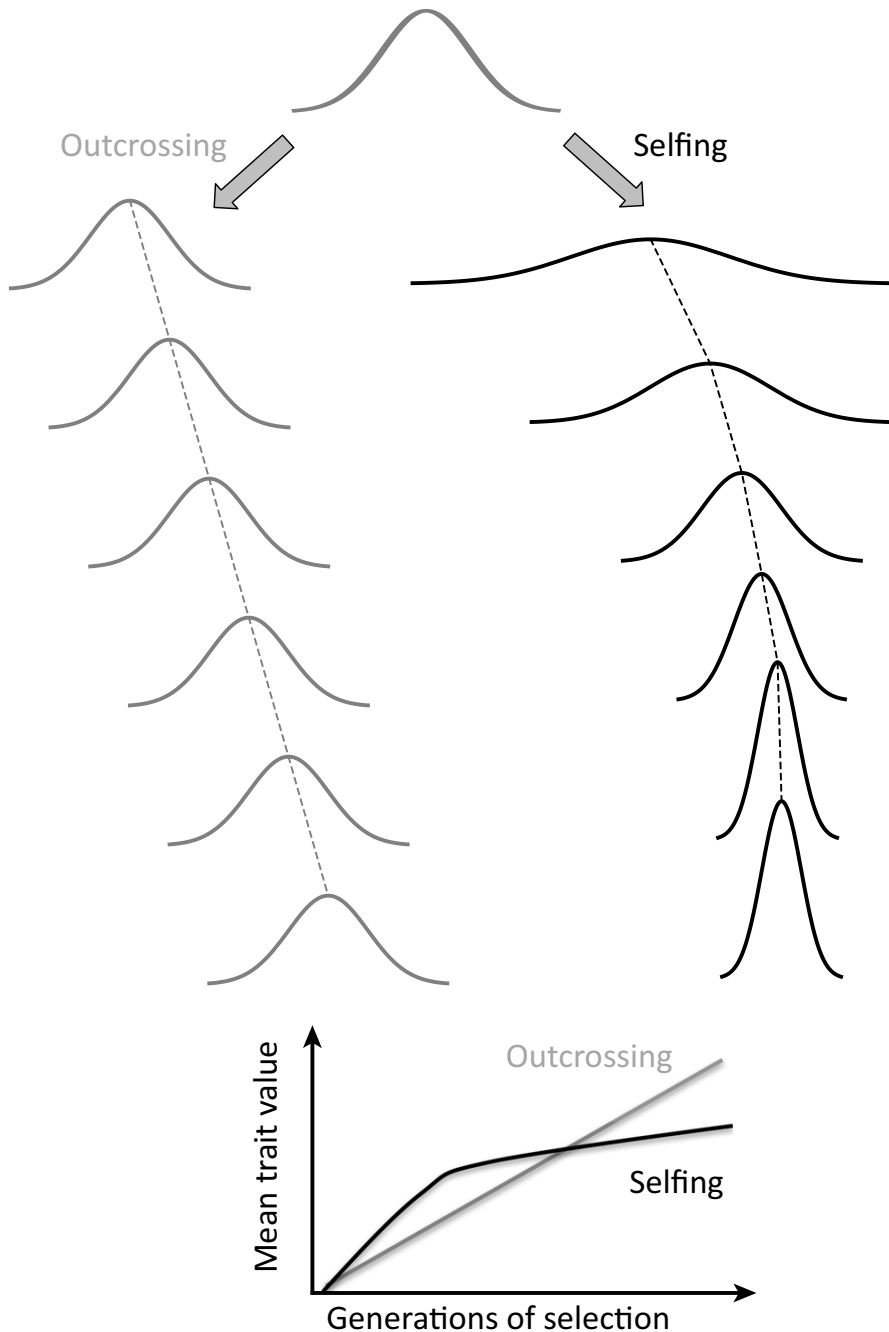 Outcrossing
Selfing
Outcrossing
Selfing
Mean trait value
Generations of selection